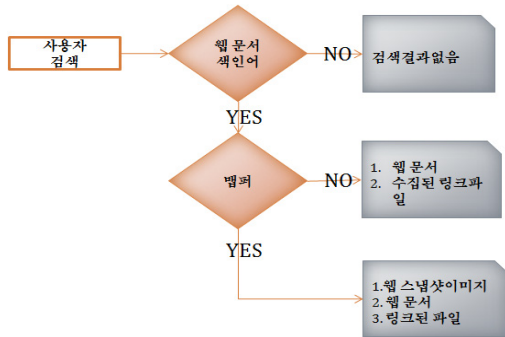 사용자
검색
웹 문서
색인어
NO
검색결과없음
YES
맵퍼
NO
1. 웹 문서
2. 수집된 링크파
일
YES
1.웹 스냅샷이미지
2.웹 문서
3.링크된 파일